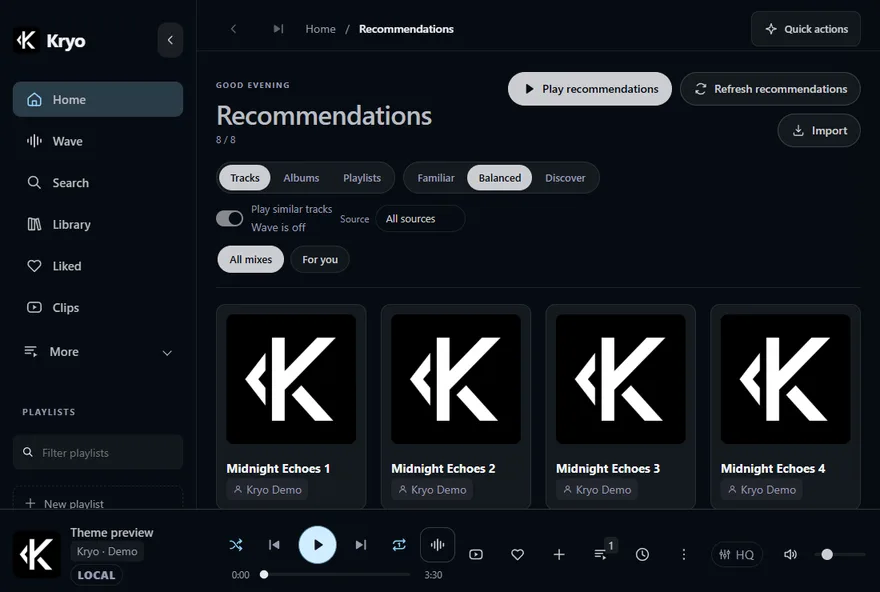 Kryo
Home / Recommendations
Quick actions
Home
Wave
Search
Library
Liked
Clips
More
PLAYLISTS
Filter playlists
New playlist
GOOD EVENING
Recommendations
8 / 8
Play recommendations
Refresh recommendations
Import
Tracks Albums Playlists
Familiar Balanced Discover
Play similar tracks
Wave is off
Source
All sources
All mixes
For you
Midnight Echoes 1
Kryo Demo
Midnight Echoes 2
Kryo Demo
Midnight Echoes 3
Kryo Demo
Midnight Echoes 4
Kryo Demo
Theme preview
Kryo · Demo
LOCAL
0:00
3:30
1
HQ